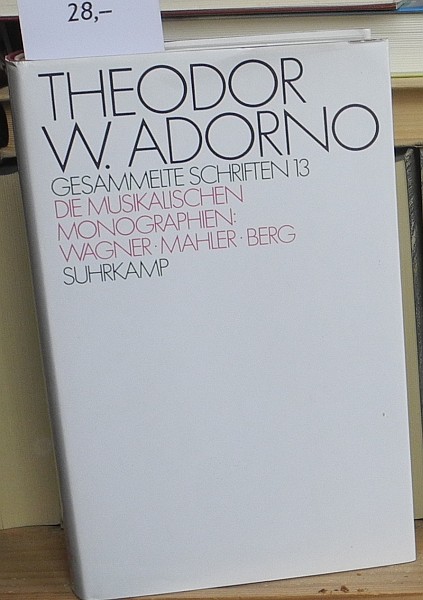 28,–
THEODOR
W. ADORNO
GESAMMELTE SCHRIFTEN 13
DIE MUSIKALISCHEN
MONOGRAPHIEN:
WAGNER · MAHLER · BERG
SUHRKAMP